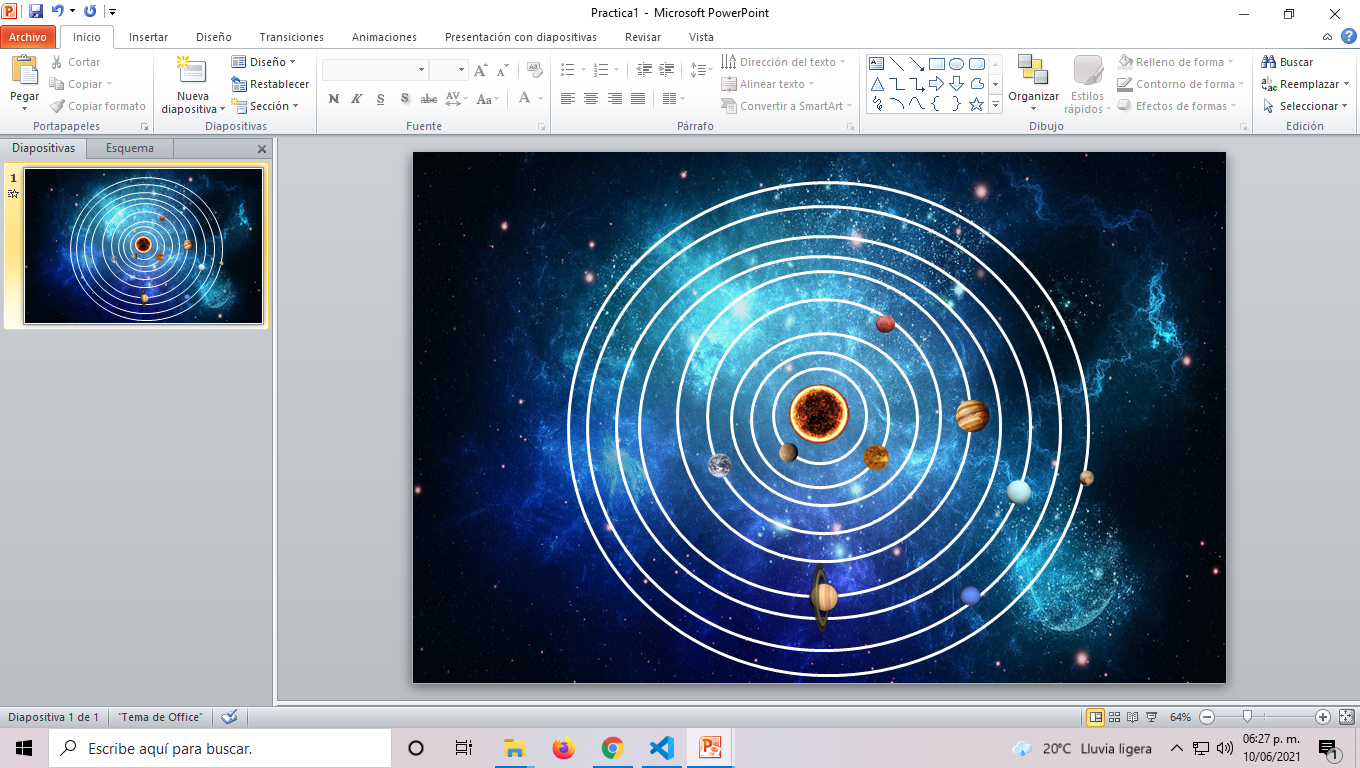 Practica1 - Microsoft PowerPoint
Archivo Inicio Insertar Diseño Transiciones Animaciones Presentación con diapositivas Revisar Vista
Pegar
Cortar
Copiar
Copiar formato
Portapapeles
Nueva
diapositiva
Diseño
Restablecer
Sección
Diapositivas
N K S S abc AV Aa A
Fuente
Dirección del texto
Alinear texto
Convertir a SmartArt
Párrafo
Organizar
Estilos
rápidos
Relleno de forma
Contorno de forma
Efectos de formas
Dibujo
Buscar
Reemplazar
Seleccionar
Edición
Diapositivas Esquema
1
Diapositiva 1 de 1 "Tema de Office" 64%
Escribe aquí para buscar.
20°C Lluvia ligera
06:27 p. m.
10/06/2021
1